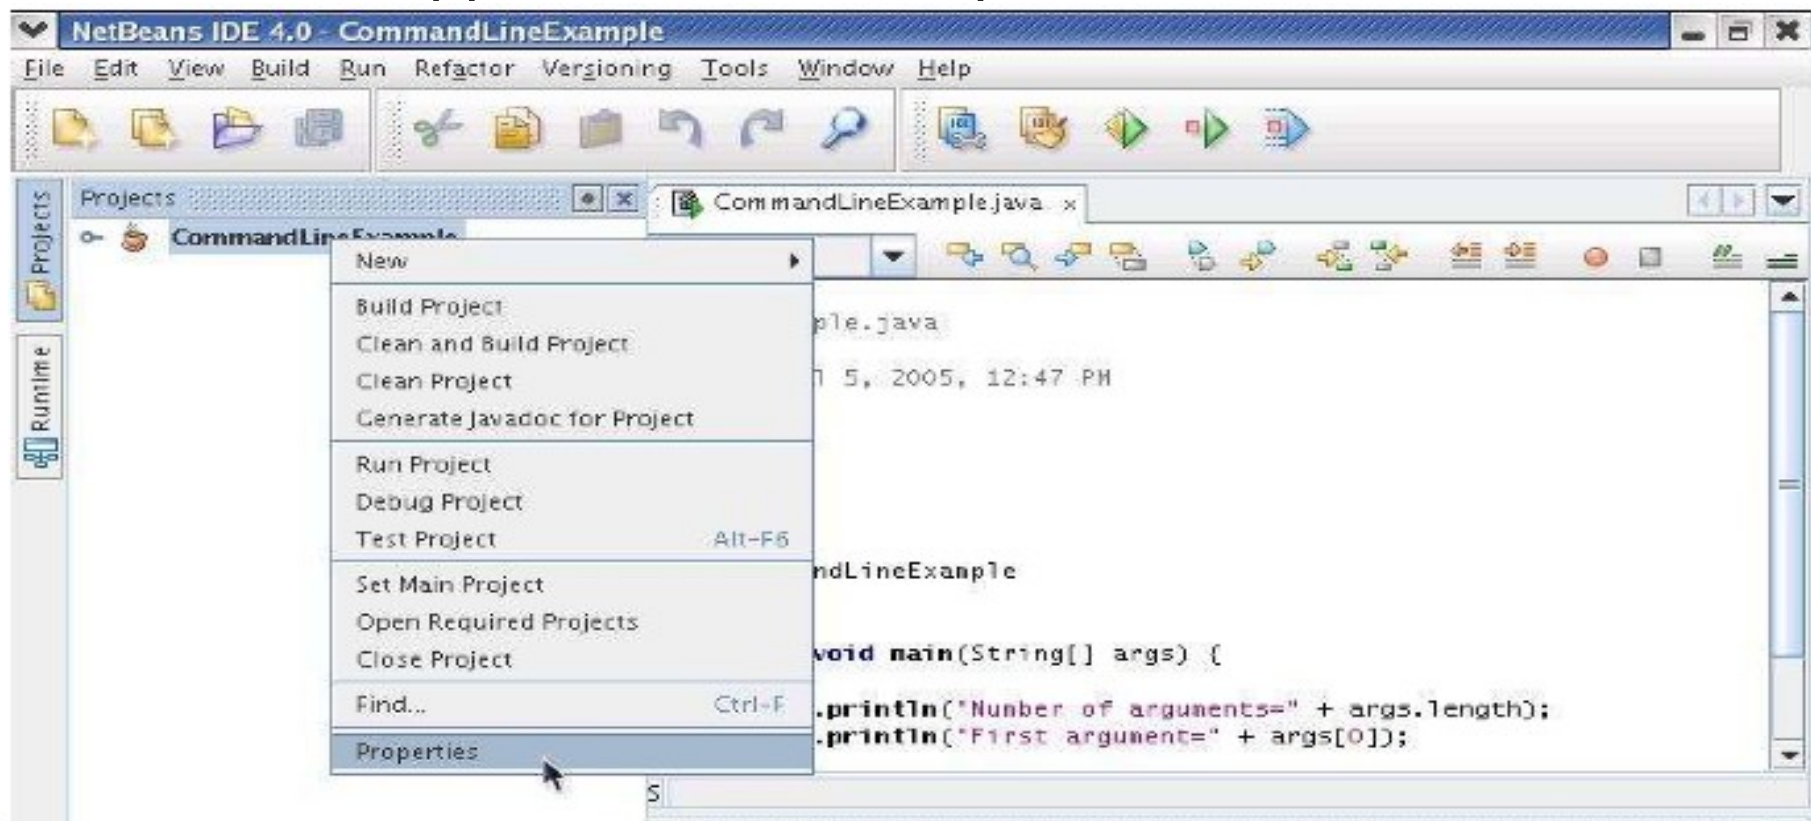 NetBeans IDE 4.0 - CommandLineExample
File Edit View Build Run Refactor Versioning Tools Window Help
Projects
CommandLineExample.java
Projects
CommandLineExample
Runtime
New
Build Project
Clean and Build Project
Clean Project
Generate Javadoc for Project
Run Project
Debug Project
Test Project Alt-F6
Set Main Project
Open Required Projects
Close Project
Find... Ctrl-F
Properties
ple.java
5, 2005, 12:47 PM
ndLineExample
void main(String[] args) {
.println("Number of arguments=" + args.length);
.println("First argument=" + args[0]);
S